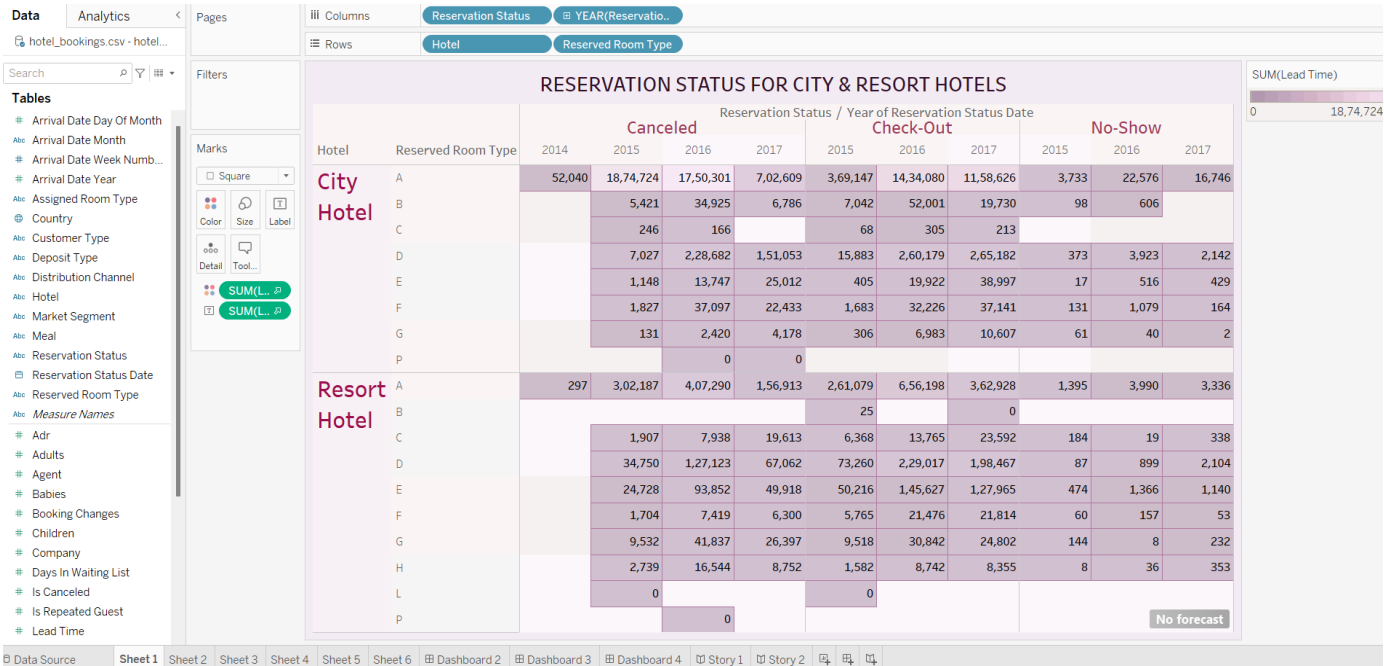 Data Analytics
hotel_bookings.csv - hotel...
Search
Tables
# Arrival Date Day Of Month
Abc Arrival Date Month
# Arrival Date Week Numb...
# Arrival Date Year
Abc Assigned Room Type
Country
Abc Customer Type
Abc Deposit Type
Abc Distribution Channel
Abc Hotel
Abc Market Segment
Abc Meal
Abc Reservation Status
Reservation Status Date
Abc Reserved Room Type
Abc Measure Names
# Adr
# Adults
# Agent
# Babies
# Booking Changes
# Children
# Company
# Days In Waiting List
# Is Canceled
# Is Repeated Guest
# Lead Time
Pages
Filters
Marks
Square
Color Size Label
Detail Tool...
SUM(L..
SUM(L..
Columns Reservation Status YEAR(Reservatio..
Rows Hotel Reserved Room Type
RESERVATION STATUS FOR CITY & RESORT HOTELS
Reservation Status / Year of Reservation Status Date
Canceled Check-Out No-Show
Hotel Reserved Room Type 2014 2015 2016 2017 2015 2016 2017 2015 2016 2017
City Hotel A 52,040 18,74,724 17,50,301 7,02,609 3,69,147 14,34,080 11,58,626 3,733 22,576 16,746
B 5,421 34,925 6,786 7,042 52,001 19,730 98 606
C 246 166 68 305 213
D 7,027 2,28,682 1,51,053 15,883 2,60,179 2,65,182 373 3,923 2,142
E 1,148 13,747 25,012 405 19,922 38,997 17 516 429
F 1,827 37,097 22,433 1,683 32,226 37,141 131 1,079 164
G 131 2,420 4,178 306 6,983 10,607 61 40 2
P 0 0
Resort Hotel A 297 3,02,187 4,07,290 1,56,913 2,61,079 6,56,198 3,62,928 1,395 3,990 3,336
B 25 0
C 1,907 7,938 19,613 6,368 13,765 23,592 184 19 338
D 34,750 1,27,123 67,062 73,260 2,29,017 1,98,467 87 899 2,104
E 24,728 93,852 49,918 50,216 1,45,627 1,27,965 474 1,366 1,140
F 1,704 7,419 6,300 5,765 21,476 21,814 60 157 53
G 9,532 41,837 26,397 9,518 30,842 24,802 144 8 232
H 2,739 16,544 8,752 1,582 8,742 8,355 8 36 353
L 0 0
P 0
No forecast
SUM(Lead Time)
0 18,74,724
Data Source Sheet 1 Sheet 2 Sheet 3 Sheet 4 Sheet 5 Sheet 6 Dashboard 2 Dashboard 3 Dashboard 4 Story 1 Story 2